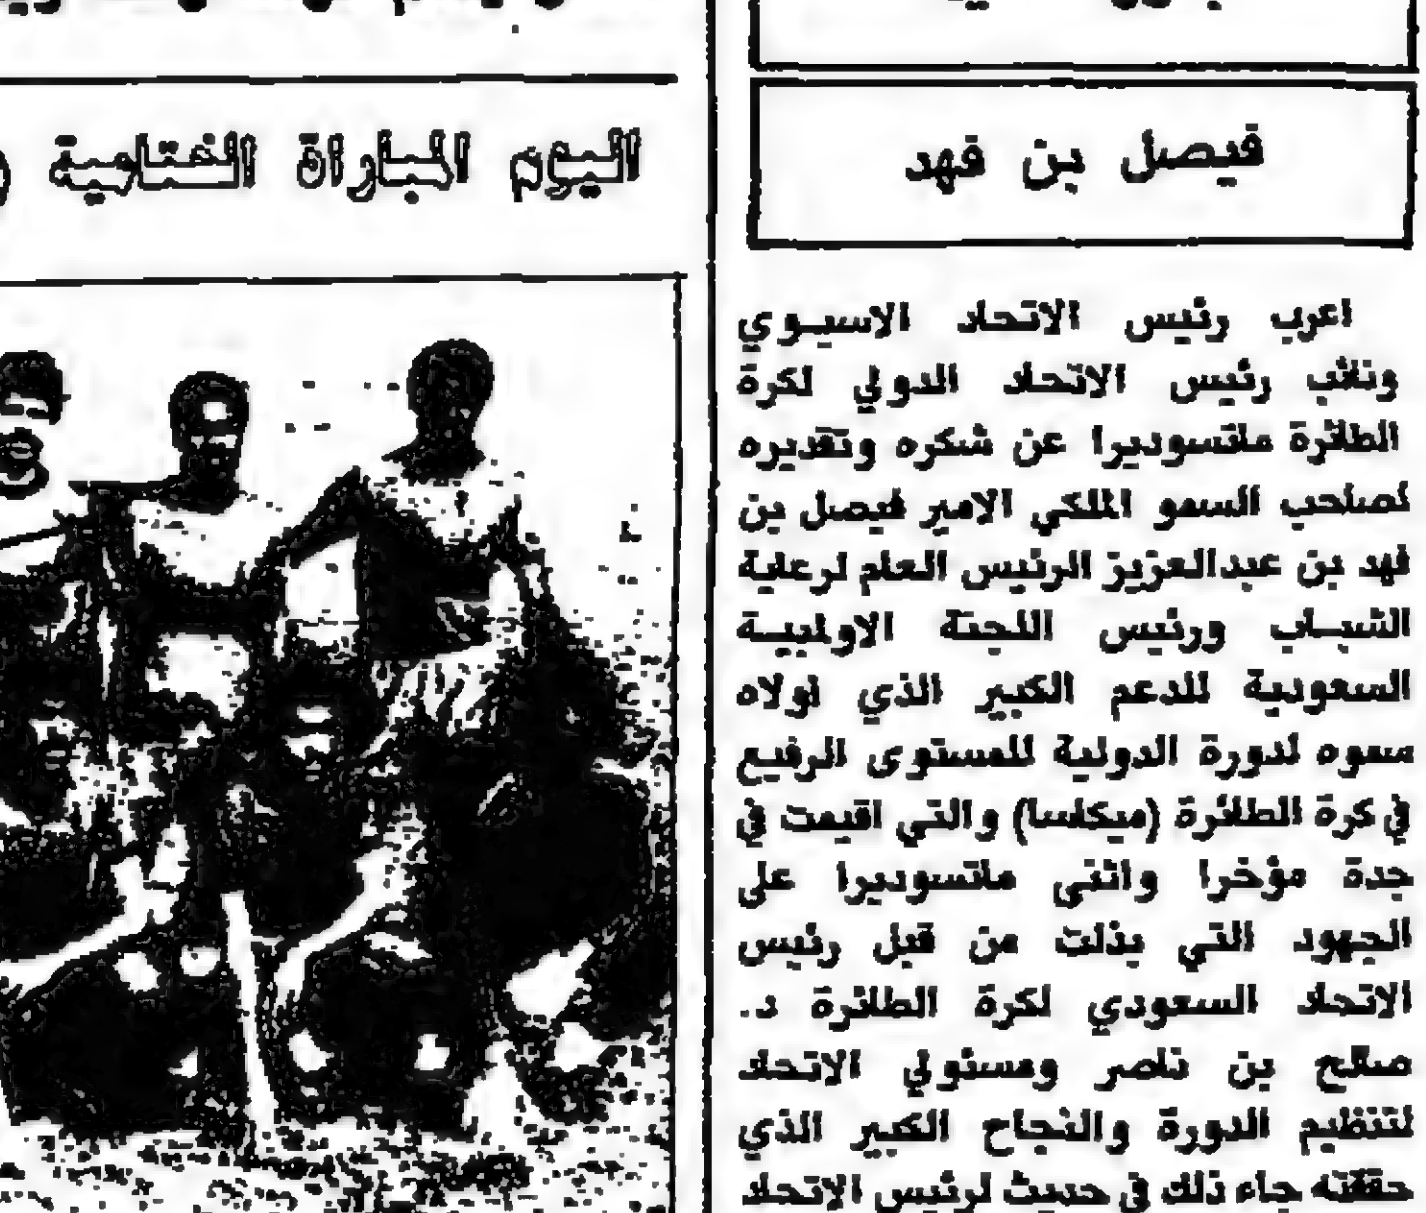 فيصل بن فهد
اعرب رئيس الاتحاد الاسيوي
ونائب رئيس الاتحاد الدولي لكرة
الطائرة ماتسوديرا عن شكره وتقديره
لصاحب السمو الملكي الامير فيصل بن
فهد بن عبدالعزيز الرئيس العام لرعاية
الشباب ورئيس اللجنة الاولمبية
السعودية للدعم الكبير الذي اولاه
سموه لدورة الدولية للمستوى الرفيع
في كرة الطائرة (ميكاسا) والتي اقيمت في
جدة مؤخرا واثنى ماتسوديرا على
الجهود التي بذلت من قبل رئيس
الاتحاد السعودي لكرة الطائرة د.
صالح بن ناصر ومسئولي الاتحاد
لتنظيم الدورة والنجاح الكبير الذي
حققته جاء ذلك في حديث لرئيس الاتحاد
اليوم المباراة الختامية